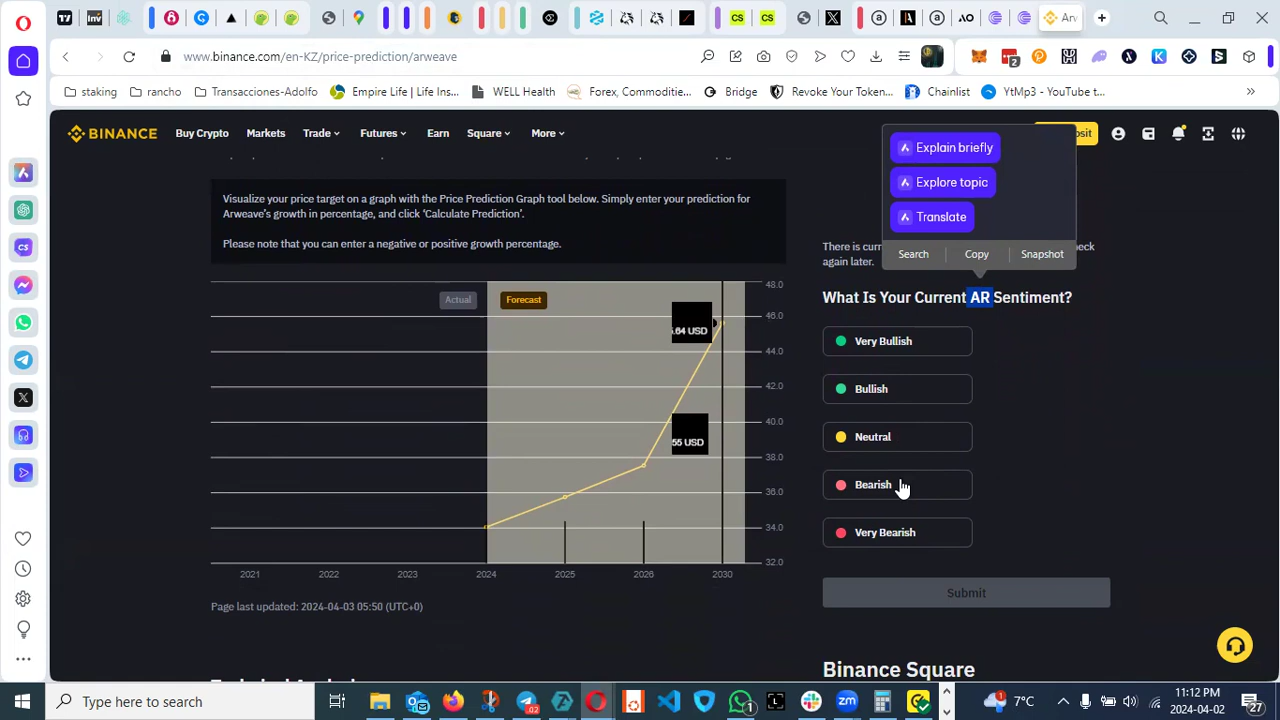 www.binance.com/en-KZ/price-prediction/arweave
staking
rancho
Transacciones-Adolfo
Empire Life | Life Ins...
WELL Health
Forex, Commoditie...
Bridge
Revoke Your Token...
Chainlist
YtMp3 - YouTube t...
BINANCE
Buy Crypto
Markets
Trade
Futures
Earn
Square
More
Explain briefly
Explore topic
Translate
Search
Copy
Snapshot
Visualize your price target on a graph with the Price Prediction Graph tool below. Simply enter your prediction for
Arweave's growth in percentage, and click 'Calculate Prediction'.
Please note that you can enter a negative or positive growth percentage.
Actual
Forecast
48.0
46.0
44.0
42.0
40.0
38.0
36.0
34.0
32.0
.64 USD
55 USD
2021
2022
2023
2024
2025
2026
2030
Page last updated: 2024-04-03 05:50 (UTC+0)
There is
again later.
What Is Your Current AR Sentiment?
Very Bullish
Bullish
Neutral
Bearish
Very Bearish
Submit
Binance Square
Type here to search
7°C
11:12 PM
2024-04-02
27